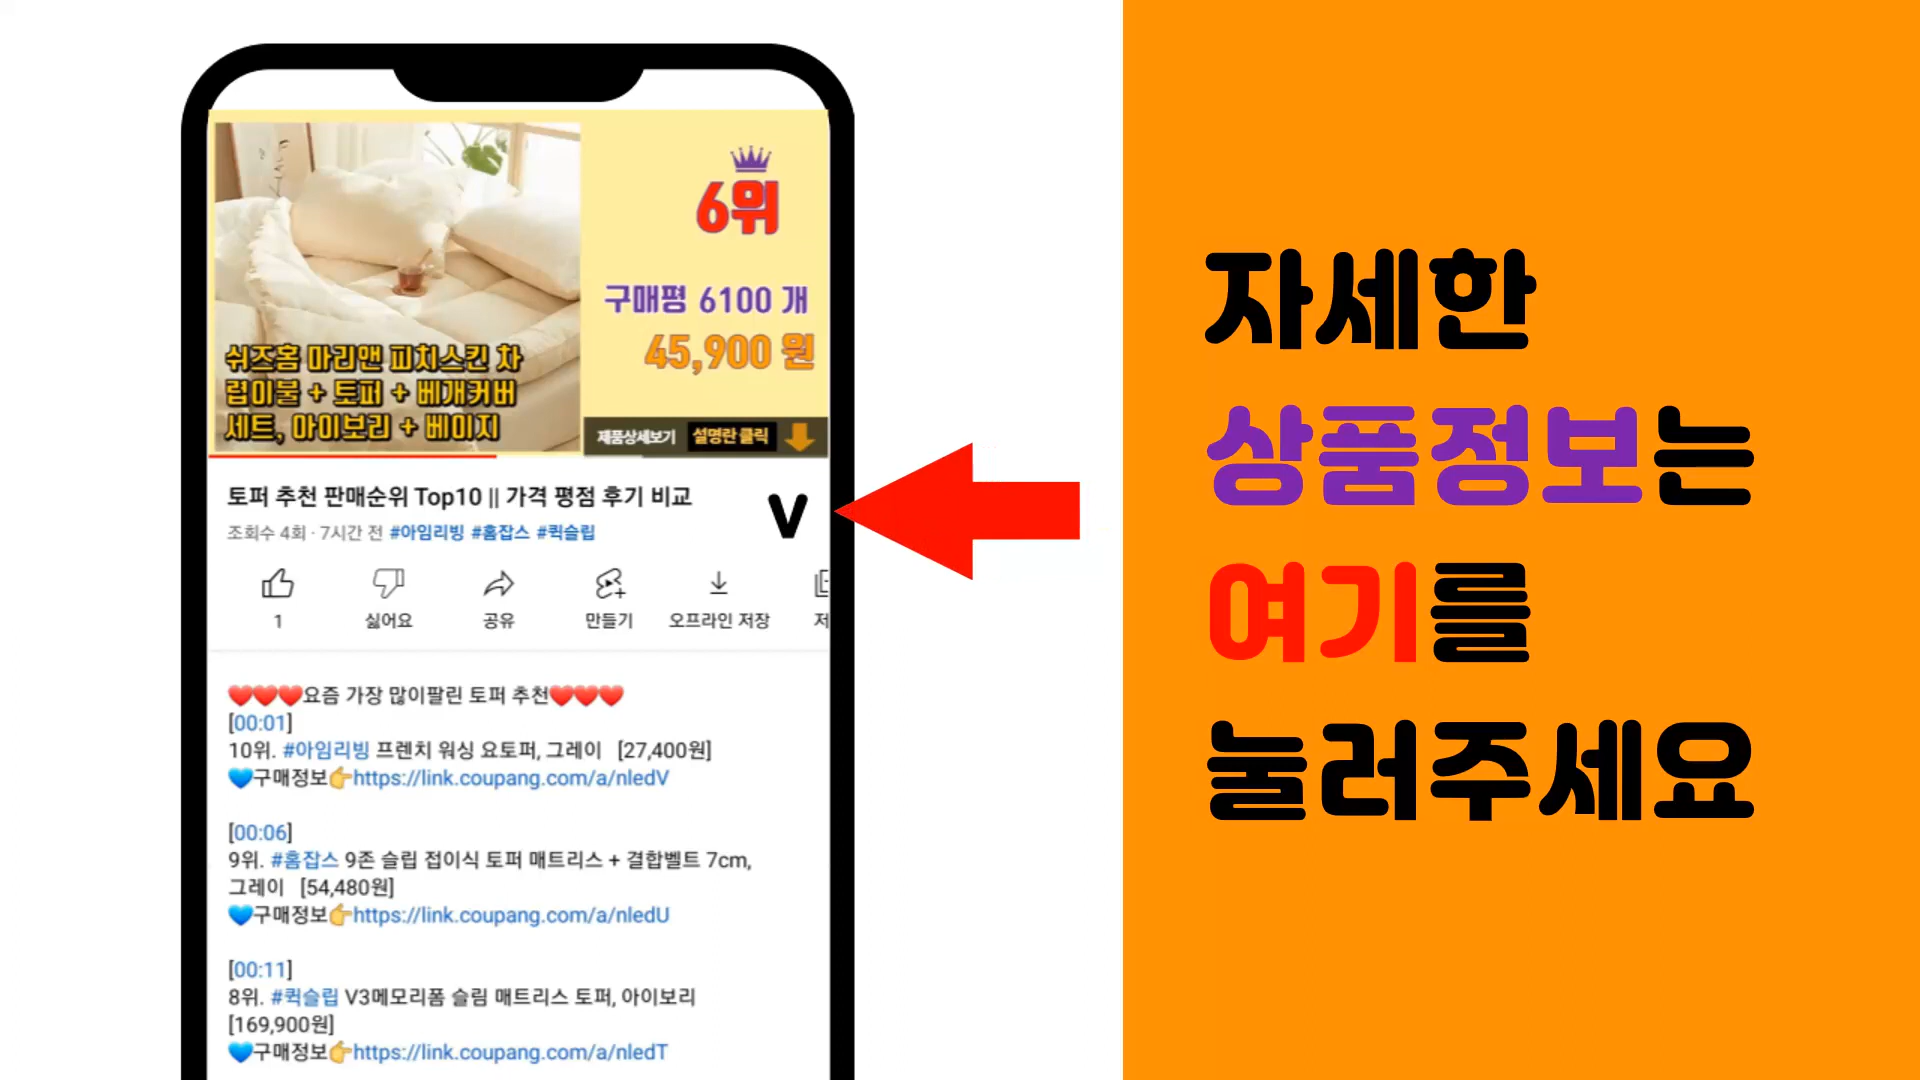 6위
구매평 6100 개
45,900 원
쉬즈홈 마리앤 피치스킨 차
렵이불 + 토퍼 + 베개커버
세트, 아이보리 + 베이지
제품상세보기 설명란 클릭
토퍼 추천 판매순위 Top10 || 가격 평점 후기 비교
V
조회수 4회 · 7시간 전 #아임리빙 #홈잡스 #퀵슬립
1 싫어요 공유 만들기 오프라인 저장 저
❤️❤️❤️요즘 가장 많이팔린 토퍼 추천❤️❤️❤️
[00:01]
10위. #아임리빙 프렌치 워싱 요토퍼, 그레이 [27,400원]
💙구매정보👉https://link.coupang.com/a/nledV
[00:06]
9위. #홈잡스 9존 슬립 접이식 토퍼 매트리스 + 결합벨트 7cm,
그레이 [54,480원]
💙구매정보👉https://link.coupang.com/a/nledU
[00:11]
8위. #퀵슬립 V3메모리폼 슬림 매트리스 토퍼, 아이보리
[169,900원]
💙구매정보👉https://link.coupang.com/a/nledT
자세한
상품정보는
여기를
눌러주세요